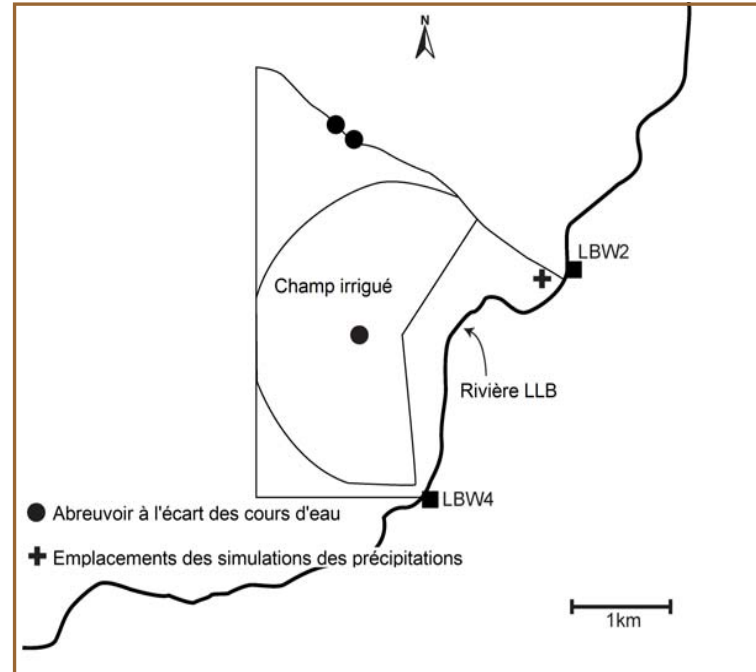 N
LBW2
Champ irrigué
Rivière LLB
LBW4
Abreuvoir à l'écart des cours d'eau
Emplacements des simulations des précipitations
1km